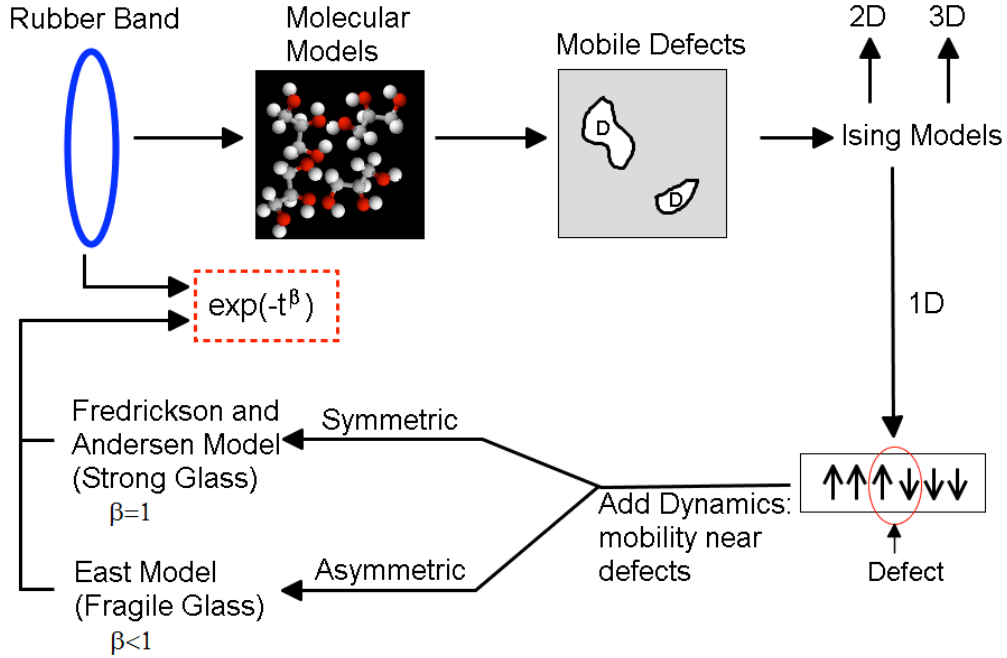 Rubber Band
Molecular
Models
Mobile Defects
2D
3D
D
D
Ising Models
exp(-t^β)
1D
Fredrickson and
Andersen Model
(Strong Glass)
β=1
Symmetric
Add Dynamics:
mobility near
defects
Defect
East Model
(Fragile Glass)
β<1
Asymmetric